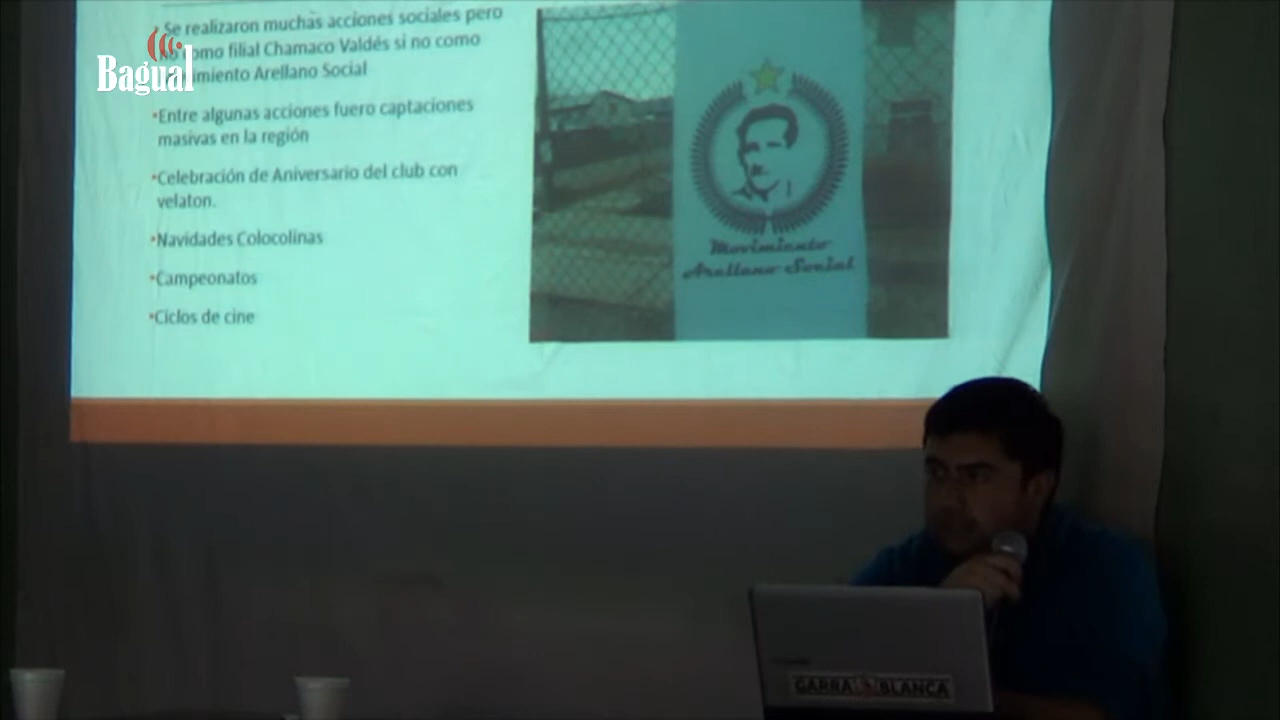 Se realizaron muchas acciones sociales pero
como filial Chamaco Valdés si no como
Bagual
imiento Arellano Social
•Entre algunas acciones fuero captaciones
masivas en la región
•Celebración de Aniversario del club con
velaton.
•Navidades Colocolinas
•Campeonatos
•Ciclos de cine
Movimiento
Arellano Social
GARRA BLANCA